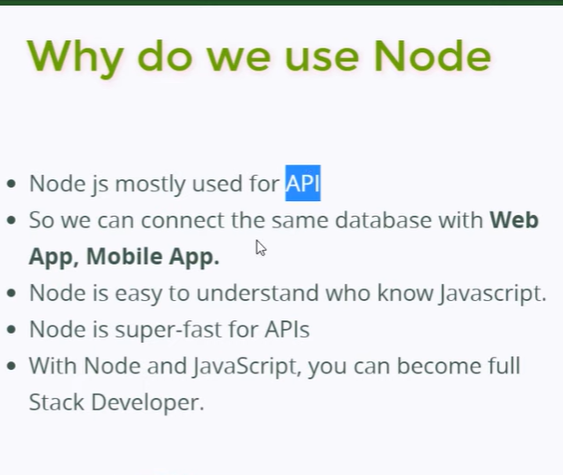 Why do we use Node
Node js mostly used for API
So we can connect the same database with Web
App, Mobile App.
Node is easy to understand who know Javascript.
Node is super-fast for APIs
With Node and JavaScript, you can become full
Stack Developer.